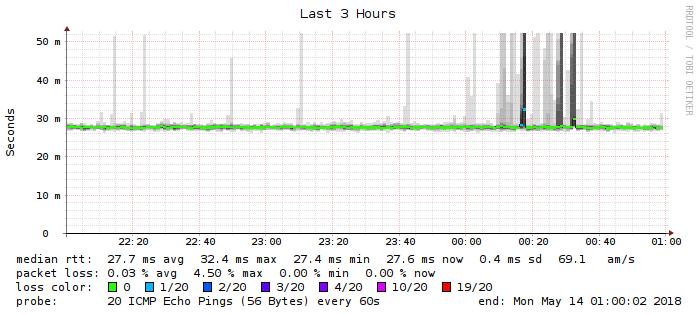 Last 3 Hours
RRDTOOL / TOBI OETIKER
Seconds
50 m
40 m
30 m
20 m
10 m
0
22:20 22:40 23:00 23:20 23:40 00:00 00:20 00:40 01:00
median rtt: 27.7 ms avg 32.4 ms max 27.4 ms min 27.6 ms now 0.4 ms sd 69.1 am/s
packet loss: 0.03 % avg 4.50 % max 0.00 % min 0.00 % now
loss color: 0 1/20 2/20 3/20 4/20 10/20 19/20
probe: 20 ICMP Echo Pings (56 Bytes) every 60s end: Mon May 14 01:00:02 2018